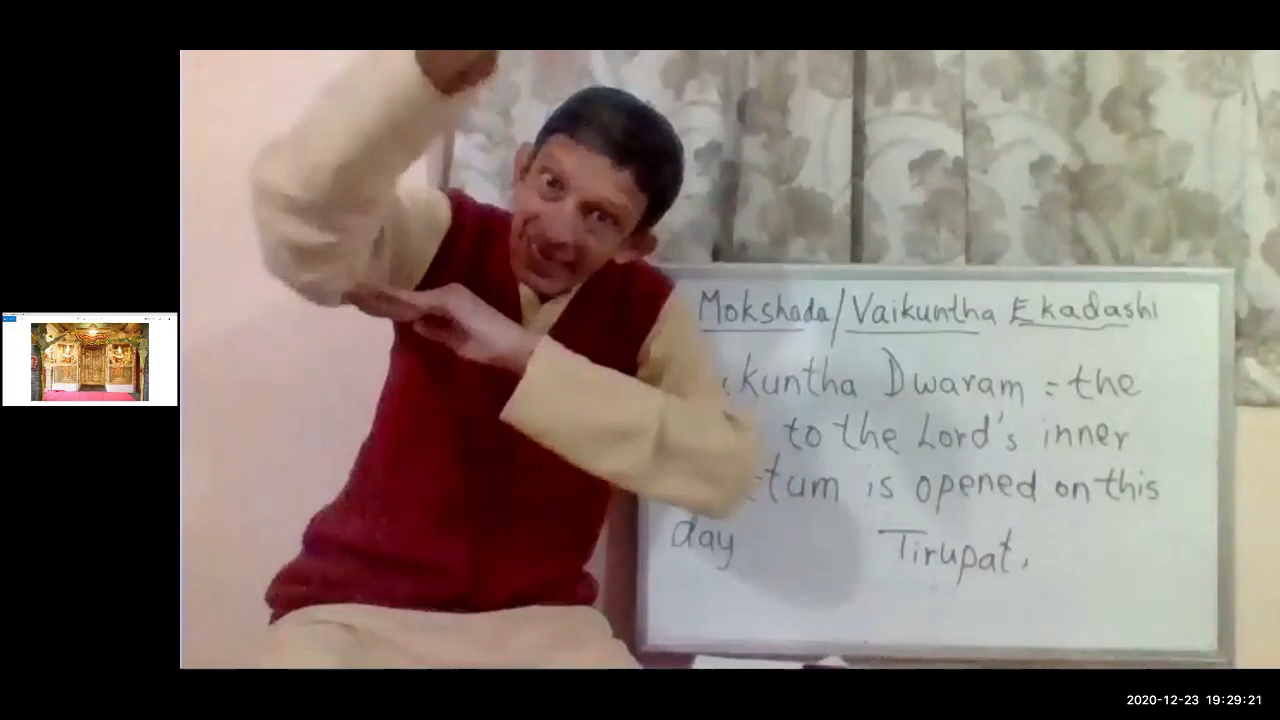 Mokshada/Vaikuntha Ekadashi
kuntha Dwaram = the
to the Lord's inner
tum is opened on this
day Tirupati
2020-12-23 19:29:21